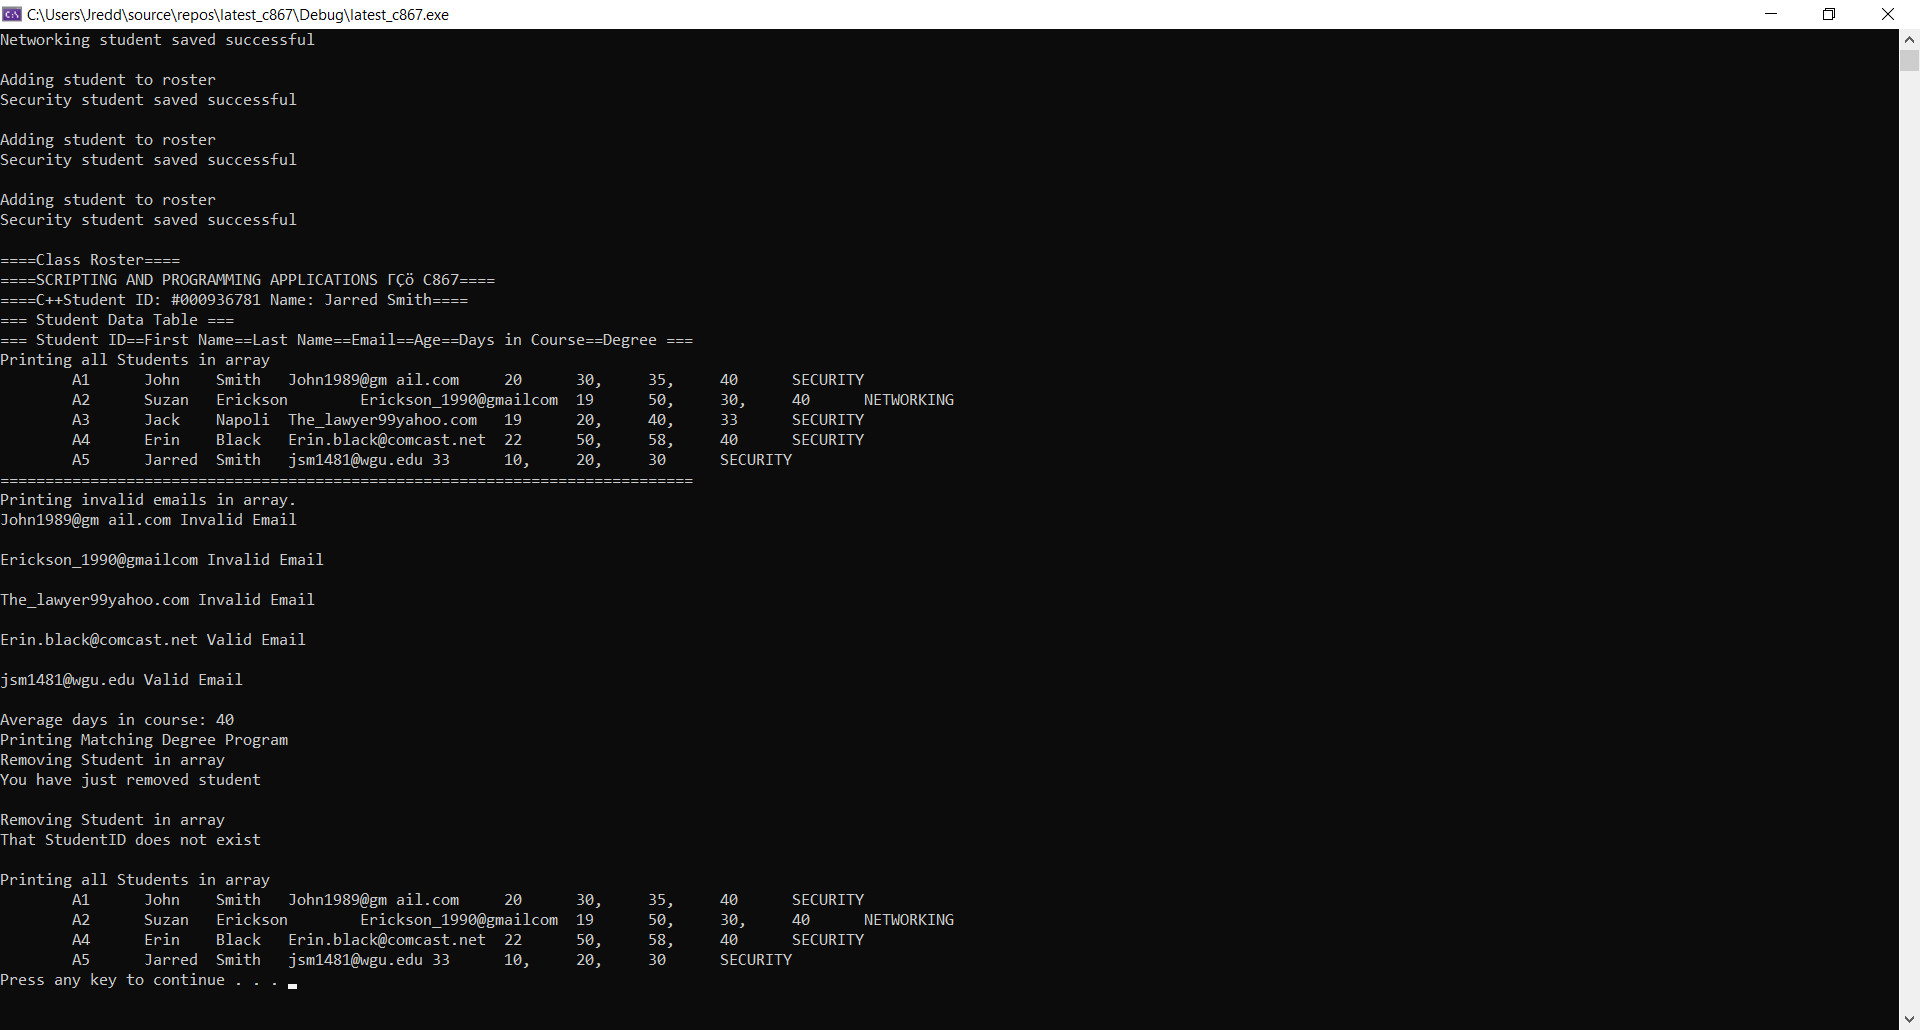 C:\Users\Jredd\source\repos\latest_c867\Debug\latest_c867.exe
Networking student saved successful
Adding student to roster
Security student saved successful
Adding student to roster
Security student saved successful
Adding student to roster
Security student saved successful
====Class Roster====
====SCRIPTING AND PROGRAMMING APPLICATIONS ΓÇö C867====
====C++Student ID: #000936781 Name: Jarred Smith====
=== Student Data Table ===
=== Student ID==First Name==Last Name==Email==Age==Days in Course==Degree ===
Printing all Students in array
A1 John Smith John1989@gm ail.com 20 30, 35, 40 SECURITY
A2 Suzan Erickson Erickson_1990@gmailcom 19 50, 30, 40 NETWORKING
A3 Jack Napoli The_lawyer99yahoo.com 19 20, 40, 33 SECURITY
A4 Erin Black Erin.black@comcast.net 22 50, 58, 40 SECURITY
A5 Jarred Smith jsm1481@wgu.edu 33 10, 20, 30 SECURITY
=============================================================================
Printing invalid emails in array.
John1989@gm ail.com Invalid Email
Erickson_1990@gmailcom Invalid Email
The_lawyer99yahoo.com Invalid Email
Erin.black@comcast.net Valid Email
jsm1481@wgu.edu Valid Email
Average days in course: 40
Printing Matching Degree Program
Removing Student in array
You have just removed student
Removing Student in array
That StudentID does not exist
Printing all Students in array
A1 John Smith John1989@gm ail.com 20 30, 35, 40 SECURITY
A2 Suzan Erickson Erickson_1990@gmailcom 19 50, 30, 40 NETWORKING
A4 Erin Black Erin.black@comcast.net 22 50, 58, 40 SECURITY
A5 Jarred Smith jsm1481@wgu.edu 33 10, 20, 30 SECURITY
Press any key to continue . . .